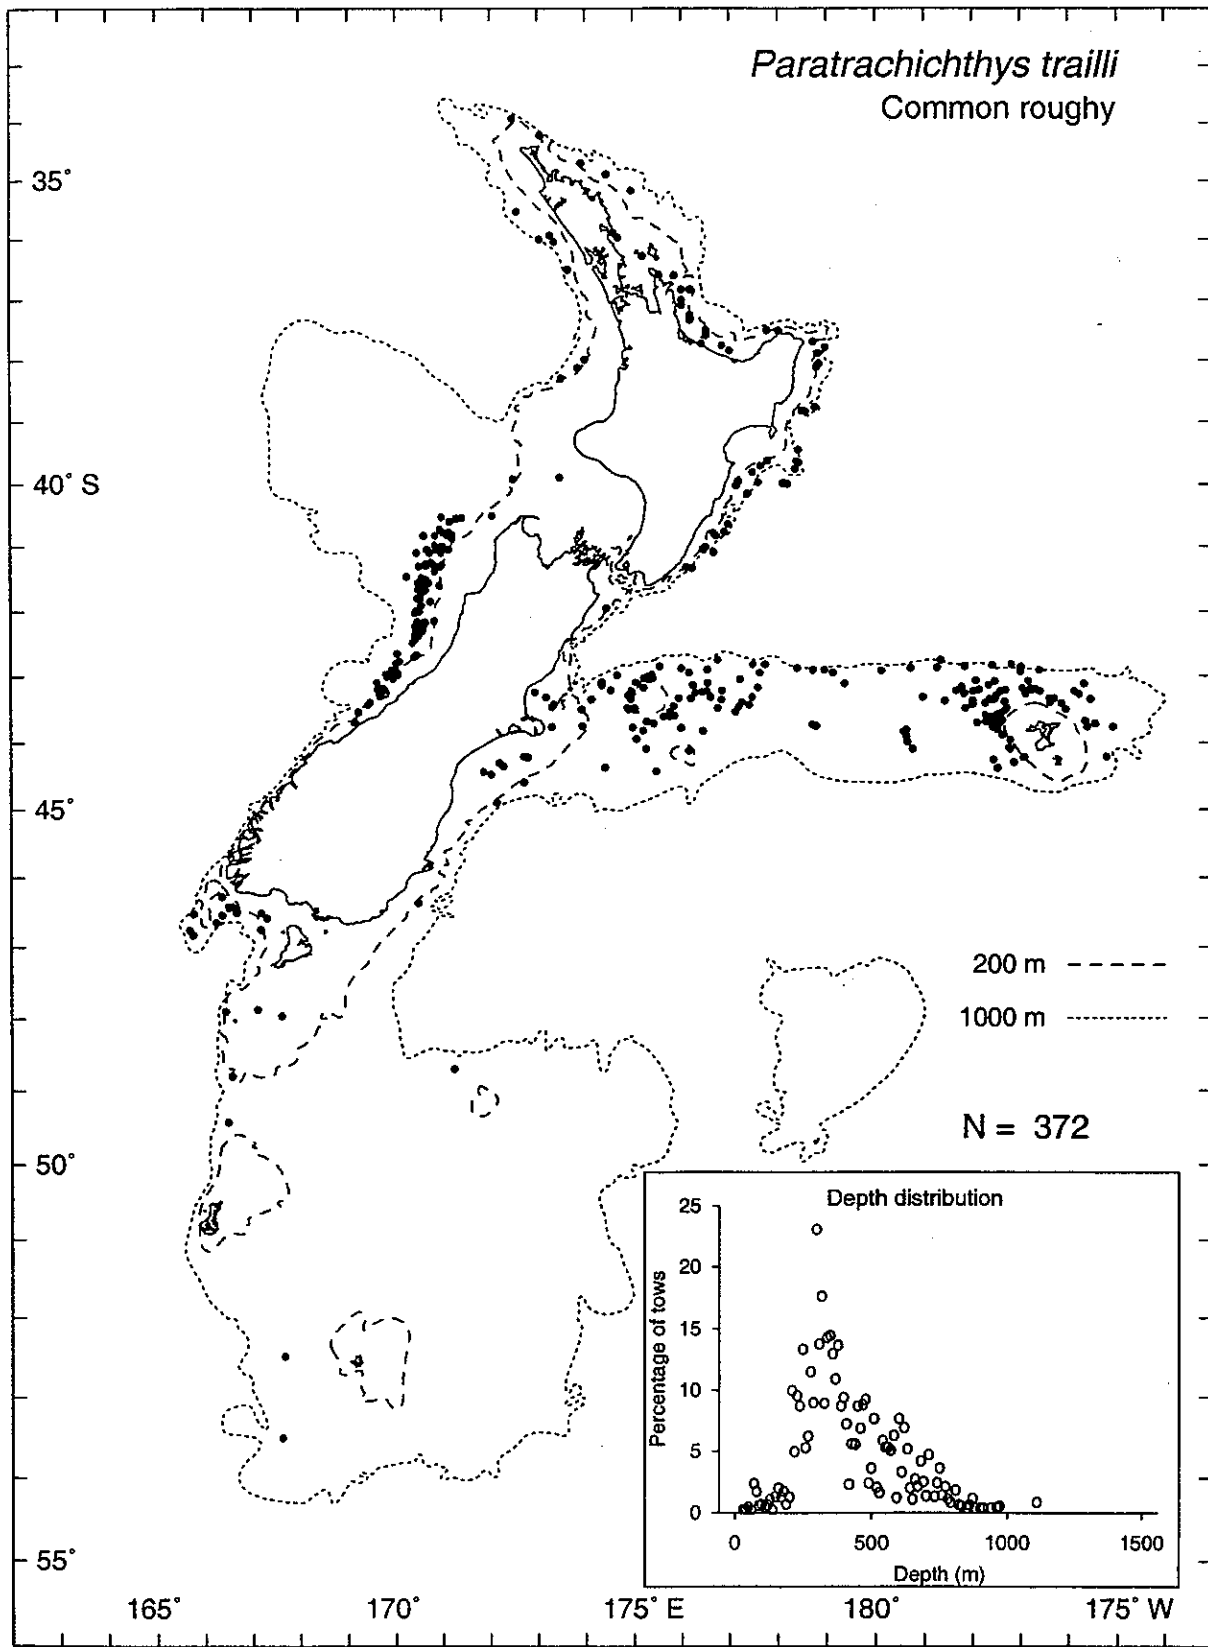 Paratrachichthys trailli
Common roughy
35°
40° S
45°
50°
55°
200 m
1000 m
N = 372
Depth distribution
25
20
15
10
5
0
Percentage of tows
0 500 1000 1500
Depth (m)
165° 170° 175° E 180° 175° W